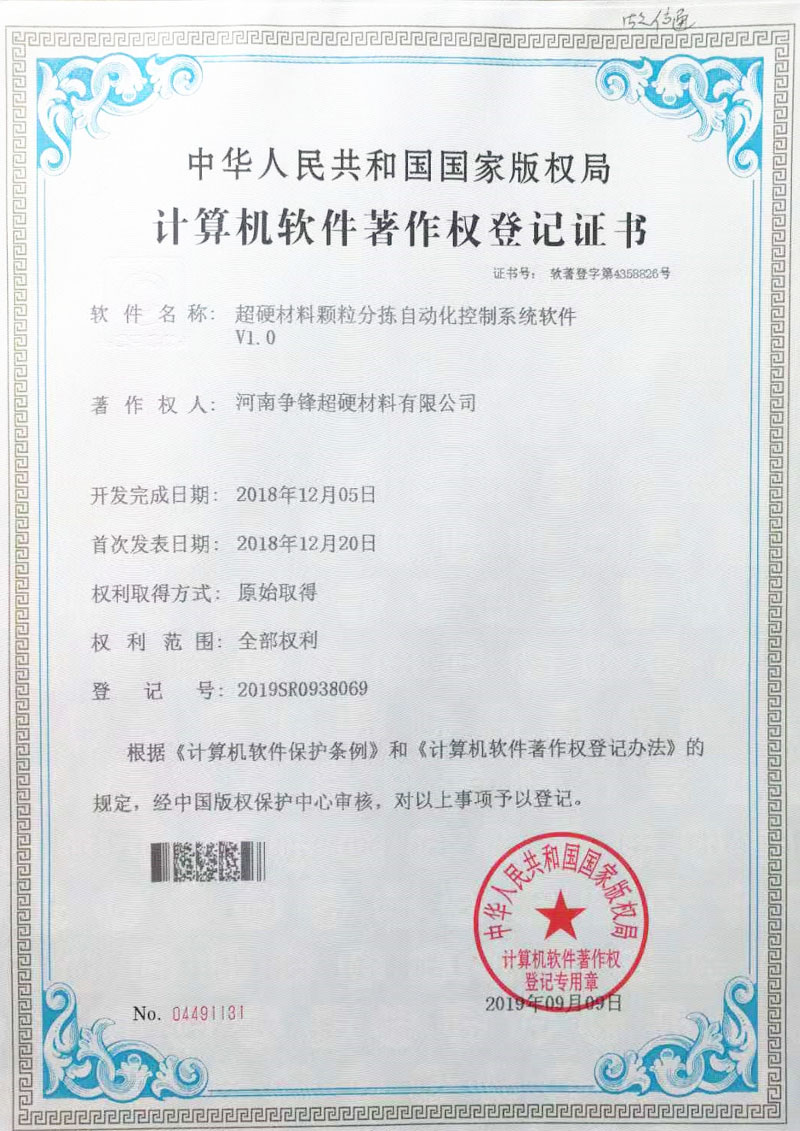 中华人民共和国国家版权局
计算机软件著作权登记证书
证书号： 软著登字第4358826号
软件名称： 超硬材料颗粒分拣自动化控制系统软件
V1.0
著作权人： 河南争锋超硬材料有限公司
开发完成日期： 2018年12月05日
首次发表日期： 2018年12月20日
权利取得方式： 原始取得
权利范围： 全部权利
登记号： 2019SR0938069
根据《计算机软件保护条例》和《计算机软件著作权登记办法》的
规定，经中国版权保护中心审核，对以上事项予以登记。
中华人民共和国国家版权局
计算机软件著作权
登记专用章
2019年09月09日
No. 04491131